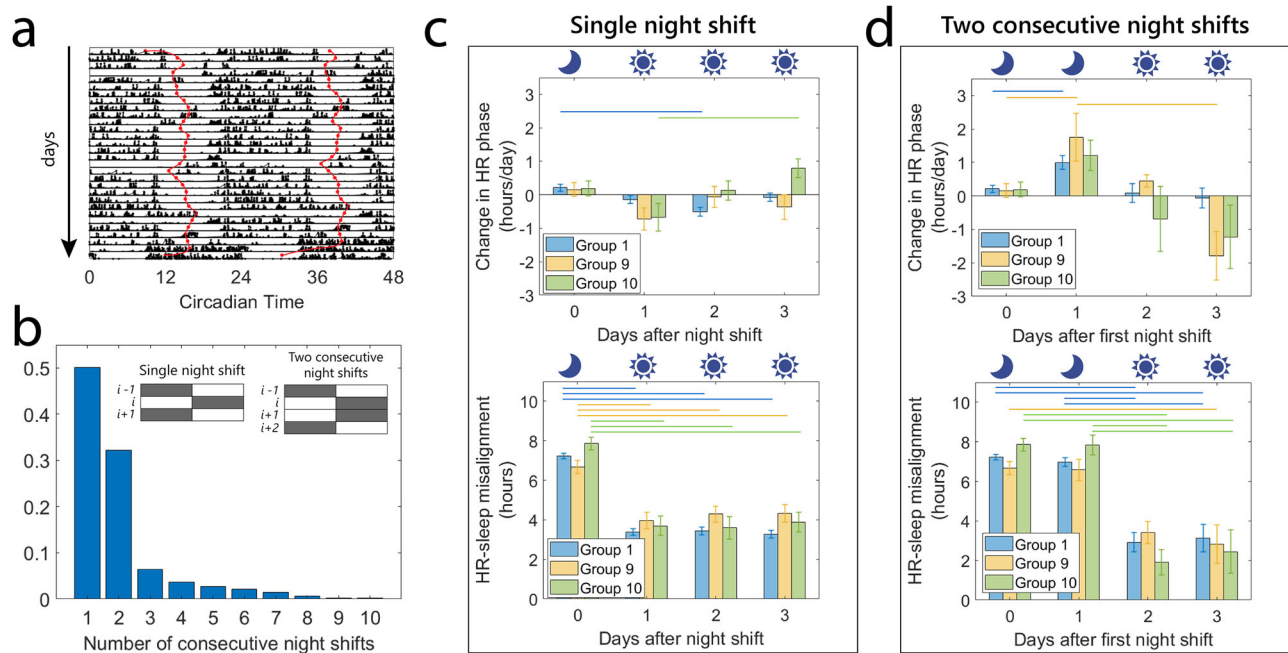 a
days
0 12 24 36 48
Circadian Time
b
0.5
0.4
0.3
0.2
0.1
0
Single night shift
i -1
i
i+1
Two consecutive
night shifts
i -1
i
i+1
i+2
1 2 3 4 5 6 7 8 9 10
Number of consecutive night shifts
c
Single night shift
Change in HR phase
(hours/day)
3
2
1
0
-1
-2
-3
Group 1
Group 9
Group 10
0 1 2 3
Days after night shift
HR-sleep misalignment
(hours)
10
8
6
4
2
0
Group 1
Group 9
Group 10
0 1 2 3
Days after night shift
d
Two consecutive night shifts
Change in HR phase
(hours/day)
3
2
1
0
-1
-2
-3
Group 1
Group 9
Group 10
0 1 2 3
Days after first night shift
HR-sleep misalignment
(hours)
10
8
6
4
2
0
Group 1
Group 9
Group 10
0 1 2 3
Days after first night shift